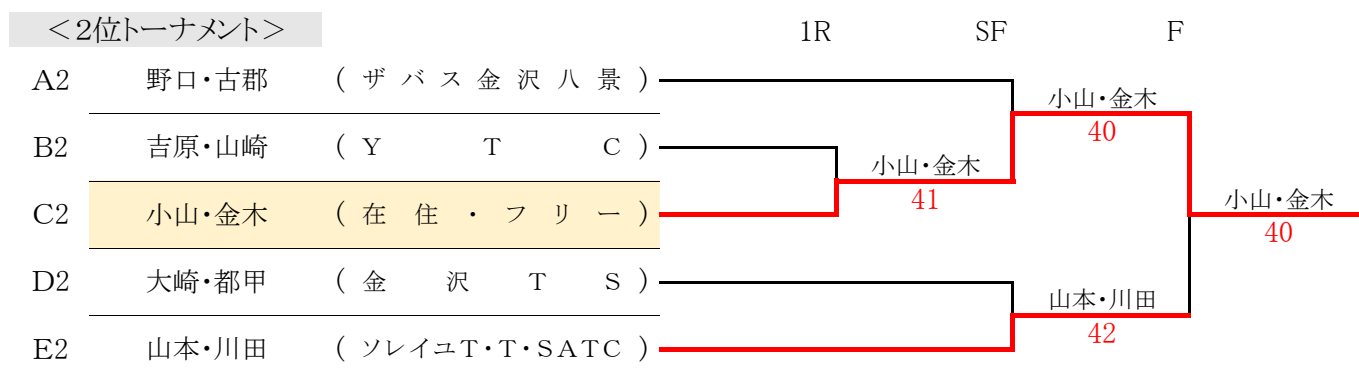 ＜2位トーナメント＞
1R SF F
A2 野口・古郡 ( ザバス金沢八景 )
小山・金木
40
B2 吉原・山崎 ( YTC )
小山・金木
41
C2 小山・金木 ( 在住・フリー )
小山・金木
40
D2 大崎・都甲 ( 金沢TS )
山本・川田
42
E2 山本・川田 ( ソレイユT・T・SATC )